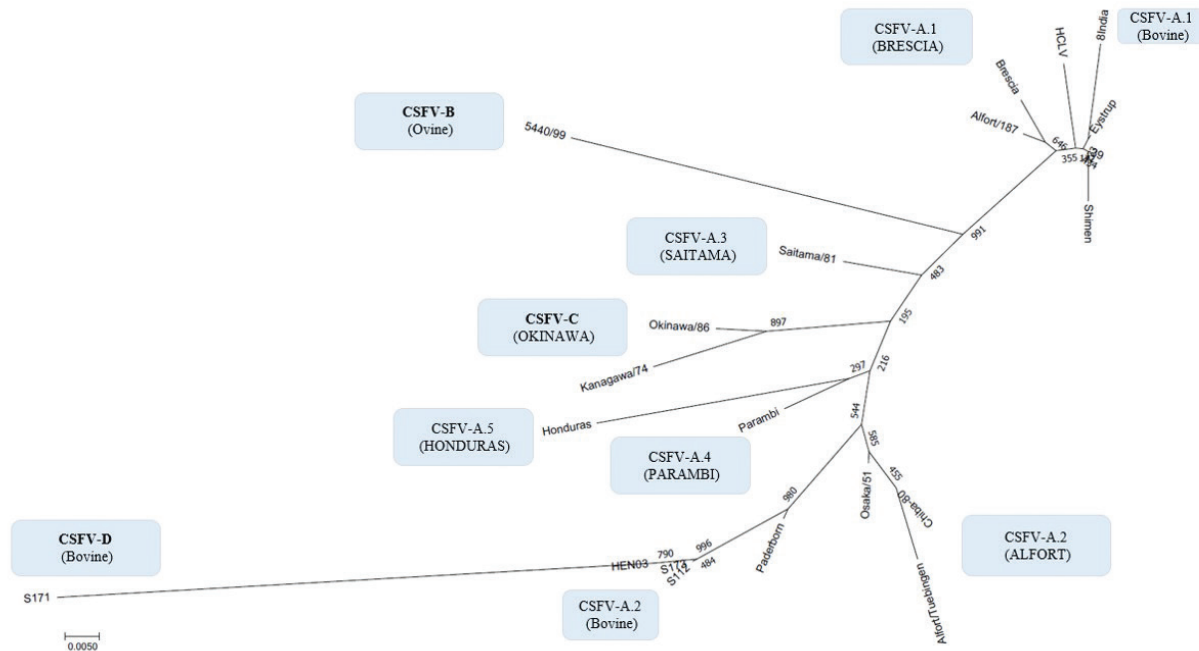 CSFV-A.1
(BRESCIA)
CSFV-A.1
(Bovine)
HCLV
8India
Brescia
Eystrup
Alfort/187
646
355
Shimen
CSFV-B
(Ovine)
5440/99
991
CSFV-A.3
(SAITAMA)
Saitama/81
483
CSFV-C
(OKINAWA)
Okinawa/86
897
195
Kanagawa/74
297
216
CSFV-A.5
(HONDURAS)
Honduras
Parambi
544
CSFV-A.4
(PARAMBI)
585
455
Osaka/51
Chiba-80
980
Paderborn
CSFV-A.2
(ALFORT)
CSFV-D
(Bovine)
790
996
HEN03
S174
484
S112
S171
CSFV-A.2
(Bovine)
Alfort/Tuebingen
0.0050